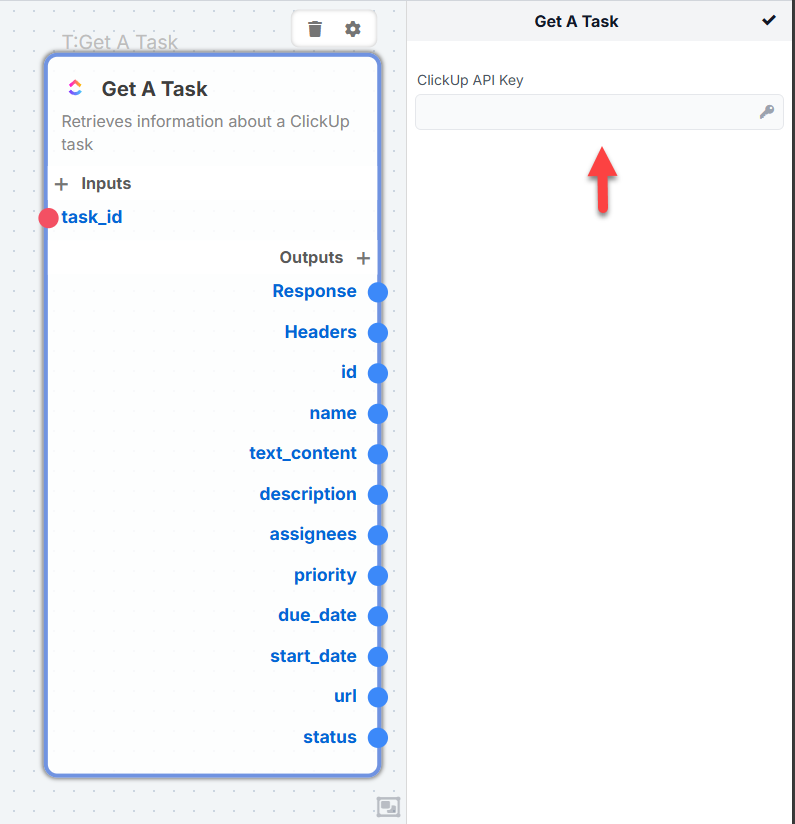 T:Get A Task
Get A Task
Retrieves information about a ClickUp
task
Inputs
task_id
Outputs
Response
Headers
id
name
text_content
description
assignees
priority
due_date
start_date
url
status
Get A Task
ClickUp API Key